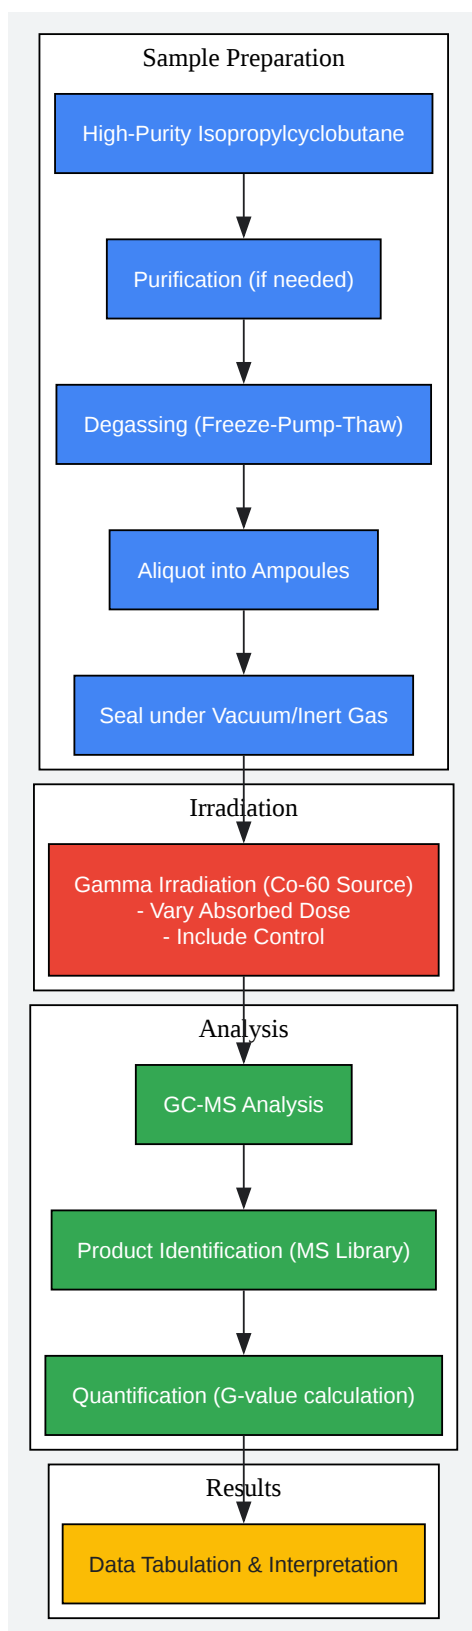 Sample Preparation
High-Purity Isopropylcyclobutane
Purification (if needed)
Degassing (Freeze-Pump-Thaw)
Aliquot into Ampoules
Seal under Vacuum/Inert Gas
Irradiation
Gamma Irradiation (Co-60 Source)
- Vary Absorbed Dose
- Include Control
Analysis
GC-MS Analysis
Product Identification (MS Library)
Quantification (G-value calculation)
Results
Data Tabulation & Interpretation